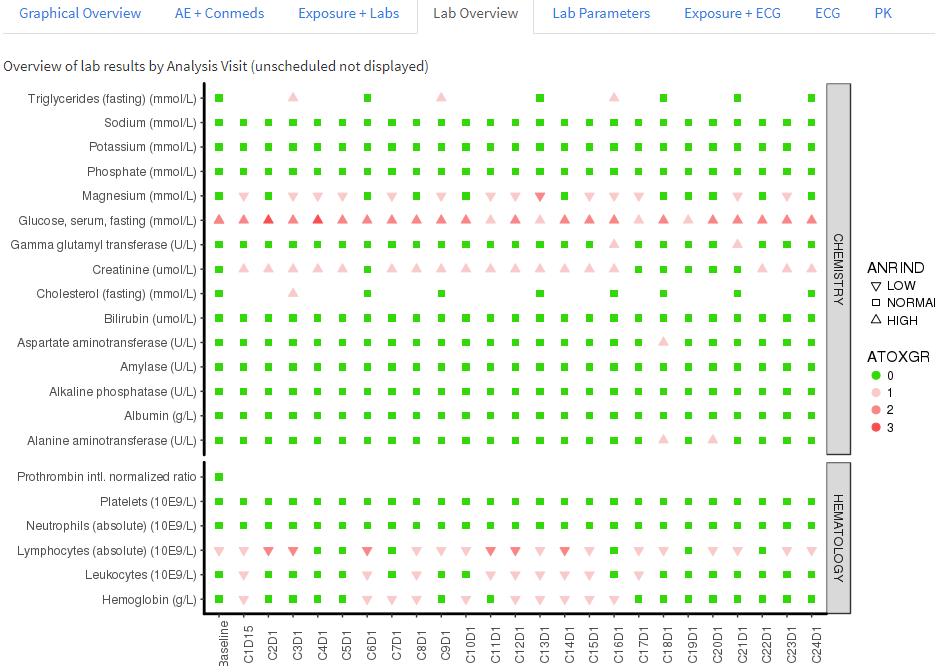 Graphical Overview
AE + Conmeds
Exposure + Labs
Lab Overview
Lab Parameters
Exposure + ECG
ECG
PK
Overview of lab results by Analysis Visit (unscheduled not displayed)
Triglycerides (fasting) (mmol/L)
Sodium (mmol/L)
Potassium (mmol/L)
Phosphate (mmol/L)
Magnesium (mmol/L)
Glucose, serum, fasting (mmol/L)
Gamma glutamyl transferase (U/L)
Creatinine (umol/L)
Cholesterol (fasting) (mmol/L)
Bilirubin (umol/L)
Aspartate aminotransferase (U/L)
Amylase (U/L)
Alkaline phosphatase (U/L)
Albumin (g/L)
Alanine aminotransferase (U/L)
CHEMISTRY
Prothrombin intl. normalized ratio
Platelets (10E9/L)
Neutrophils (absolute) (10E9/L)
Lymphocytes (absolute) (10E9/L)
Leukocytes (10E9/L)
Hemoglobin (g/L)
HEMATOLOGY
Baseline
C1D15
C2D1
C3D1
C4D1
C5D1
C6D1
C7D1
C8D1
C9D1
C10D1
C11D1
C12D1
C13D1
C14D1
C15D1
C16D1
C17D1
C18D1
C19D1
C20D1
C21D1
C22D1
C23D1
C24D1
ANRIND
LOW
NORMA
HIGH
ATOXGR
0
1
2
3